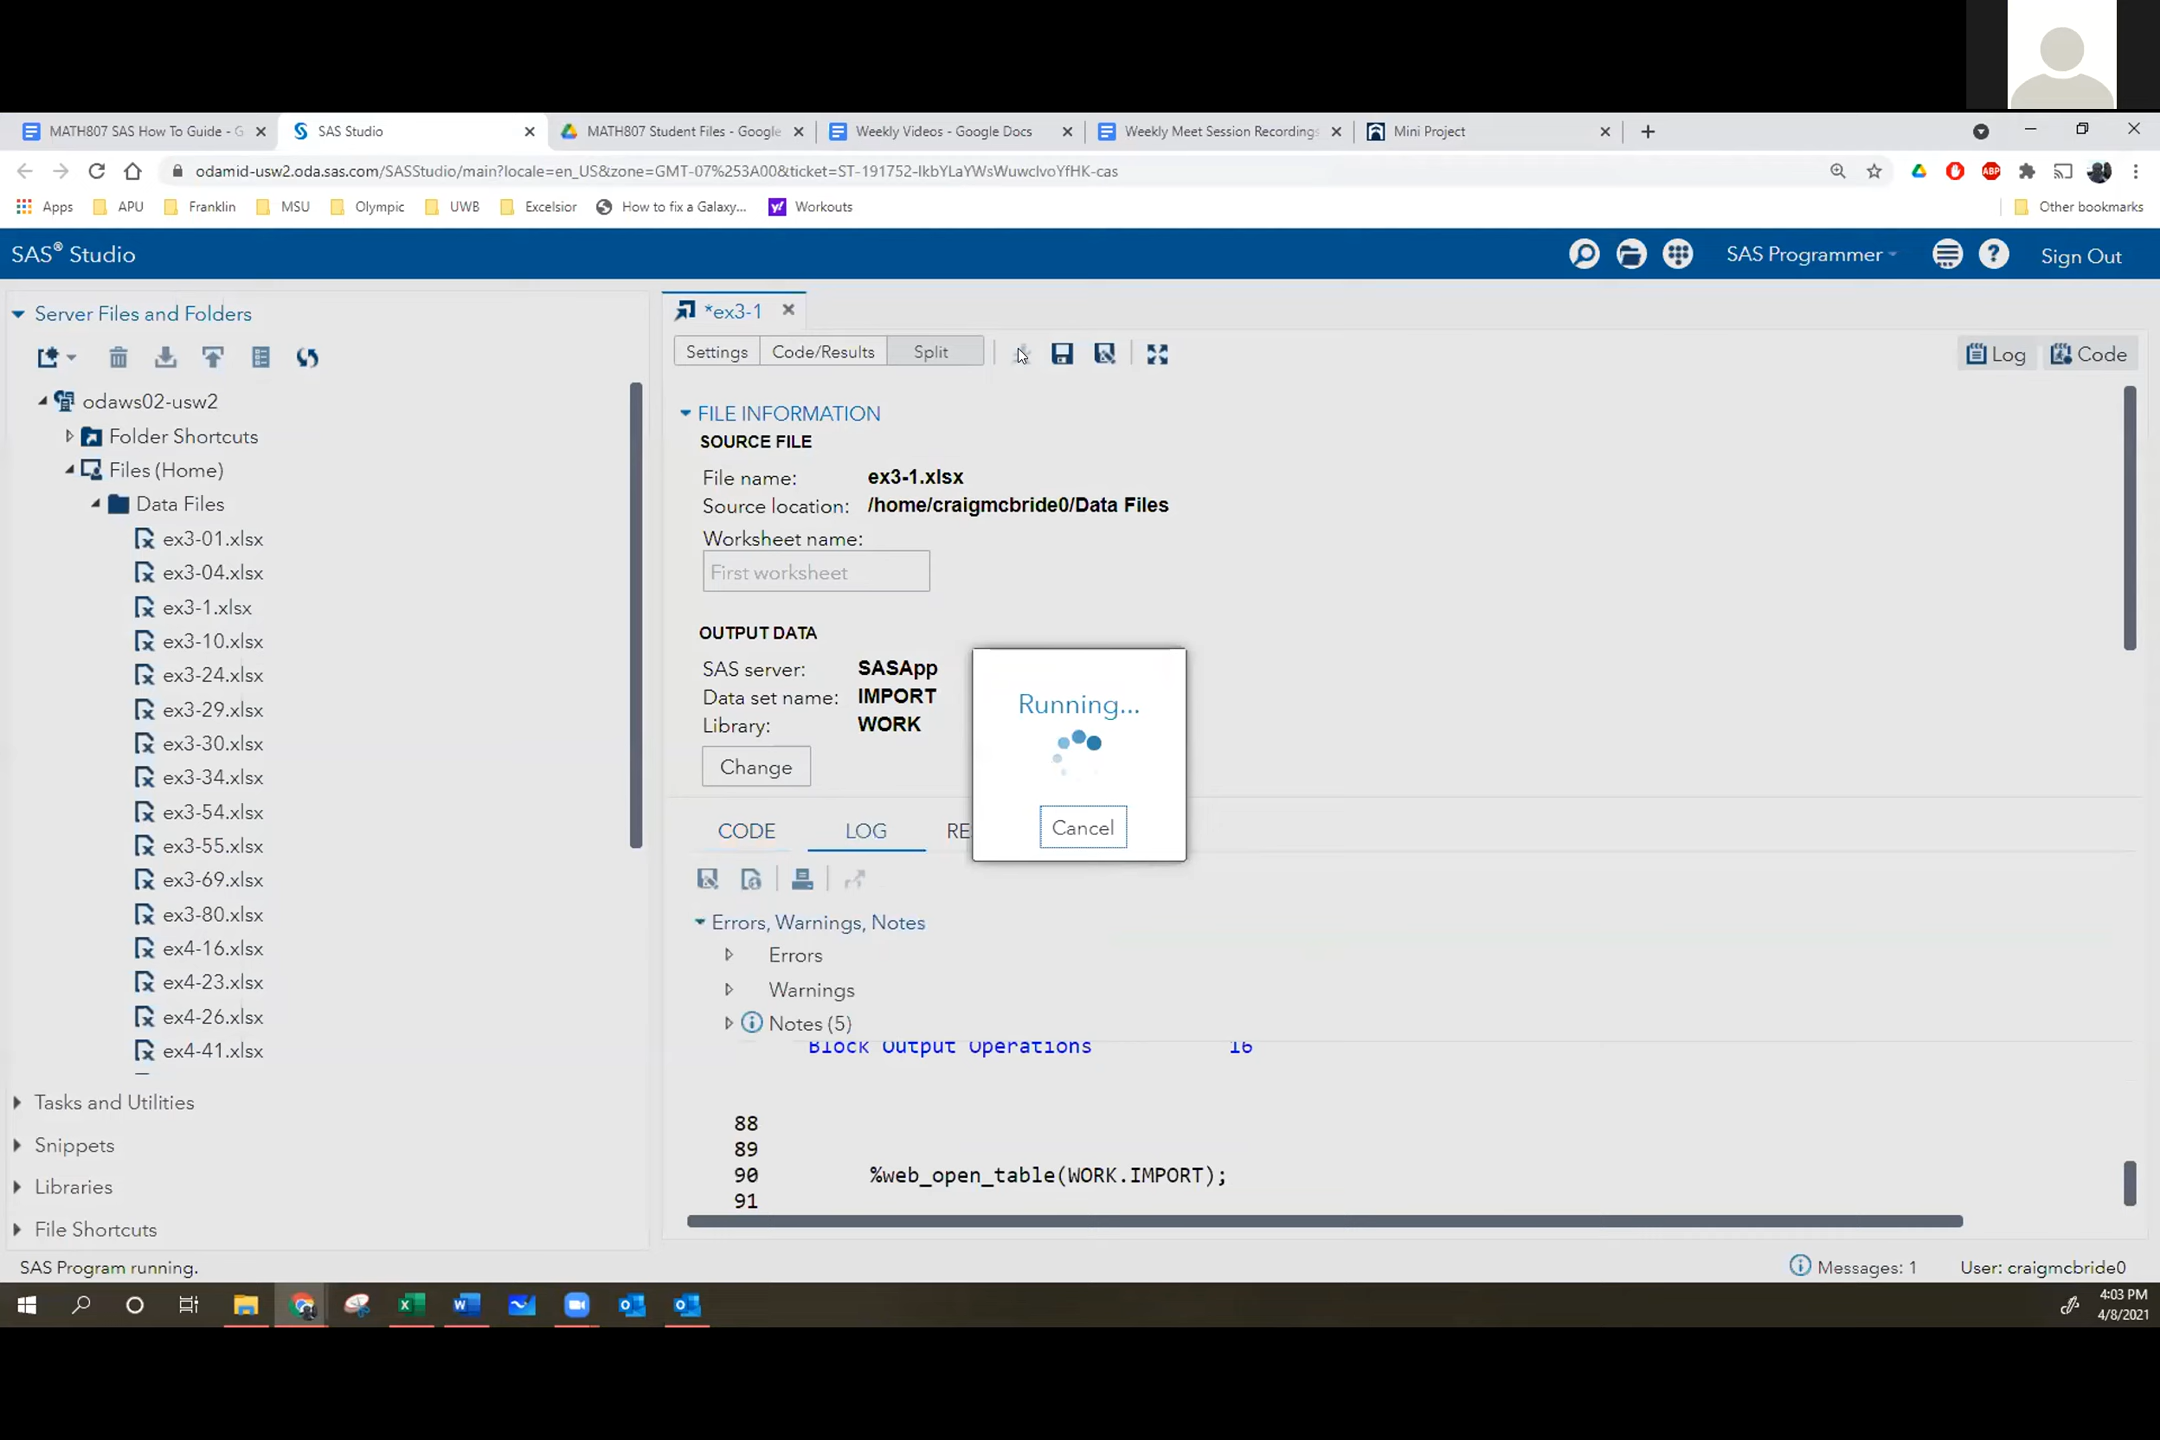 MATH807 SAS How To Guide - G
SAS Studio
MATH807 Student Files - Google
Weekly Videos - Google Docs
Weekly Meet Session Recordings
Mini Project
odamid-usw2.oda.sas.com/SASStudio/main?locale=en_US&zone=GMT-07%253A00&ticket=ST-191752-IkbYLaYWsWuwclvoYfHK-cas
Apps
APU
Franklin
MSU
Olympic
UWB
Excelsior
How to fix a Galaxy...
Workouts
Other bookmarks
SAS® Studio
SAS Programmer
Sign Out
Server Files and Folders
odaws02-usw2
Folder Shortcuts
Files (Home)
Data Files
ex3-01.xlsx
ex3-04.xlsx
ex3-1.xlsx
ex3-10.xlsx
ex3-24.xlsx
ex3-29.xlsx
ex3-30.xlsx
ex3-34.xlsx
ex3-54.xlsx
ex3-55.xlsx
ex3-69.xlsx
ex3-80.xlsx
ex4-16.xlsx
ex4-23.xlsx
ex4-26.xlsx
ex4-41.xlsx
Tasks and Utilities
Snippets
Libraries
File Shortcuts
*ex3-1
Settings Code/Results Split
Log Code
FILE INFORMATION
SOURCE FILE
File name: ex3-1.xlsx
Source location: /home/craigmcbride0/Data Files
Worksheet name:
First worksheet
OUTPUT DATA
SAS server: SASApp
Data set name: IMPORT
Library: WORK
Change
Running...
Cancel
CODE LOG RE
Errors, Warnings, Notes
Errors
Warnings
Notes (5)
Block Output Operations 16
88
89
90 %web_open_table(WORK.IMPORT);
91
SAS Program running.
Messages: 1
User: craigmcbride0
4:03 PM
4/8/2021